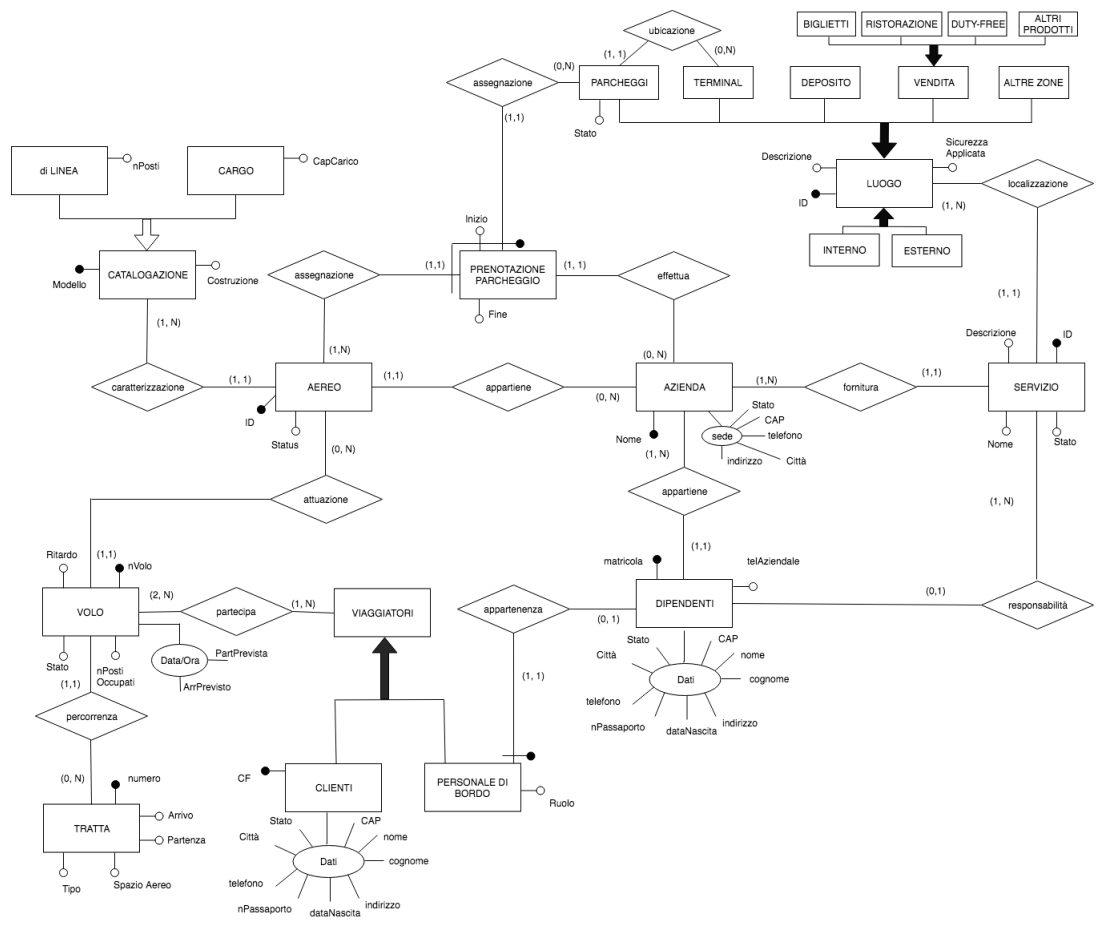 BIGLIETTI
RISTORAZIONE
DUTY-FREE
ALTRI
PRODOTTI
ubicazione
(1, 1)
(0,N)
(0,N)
assegnazione
PARCHEGGI
TERMINAL
DEPOSITO
VENDITA
ALTRE ZONE
(1,1)
Stato
di LINEA
nPosti
CARGO
CapCarico
Descrizione
Sicurezza
Applicata
LUOGO
ID
(1, N)
localizzazione
Inizio
INTERNO
ESTERNO
CATALOGAZIONE
Modello
Costruzione
assegnazione
(1,1)
PRENOTAZIONE
PARCHEGGIO
(1, 1)
effettua
Fine
(1, 1)
(1, N)
(1,N)
(0, N)
Descrizione
ID
caratterizzazione
(1, 1)
AEREO
(1,1)
appartiene
(0, N)
AZIENDA
(1,N)
fornitura
(1,1)
SERVIZIO
ID
Status
Nome
(1, N)
sede
Stato
CAP
telefono
Città
indirizzo
Nome
Stato
(0, N)
attuazione
appartiene
(1, N)
(1,1)
Ritardo
(1,1)
nVolo
matricola
telAziendale
VOLO
(2, N)
partecipa
(1, N)
VIAGGIATORI
appartenenza
(0, 1)
DIPENDENTI
(0,1)
responsabilità
Stato
nPosti
Occupati
Data/Ora
PartPrevista
ArrPrevisto
Stato
CAP
Città
nome
Dati
cognome
telefono
nPassaporto
dataNascita
indirizzo
(1,1)
percorrenza
(1, 1)
(0, N)
numero
CF
CLIENTI
PERSONALE DI
BORDO
Ruolo
TRATTA
Arrivo
Partenza
Tipo
Spazio Aereo
Stato
CAP
Città
nome
Dati
cognome
telefono
nPassaporto
dataNascita
indirizzo